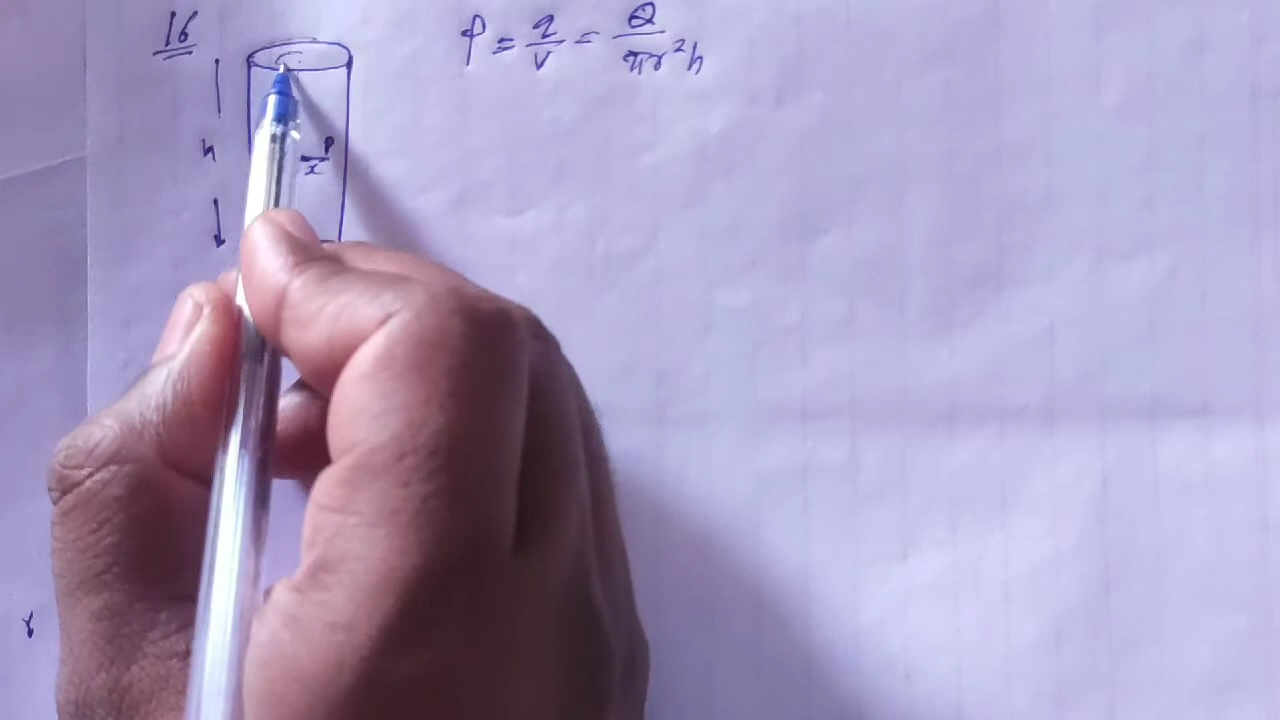 16
ρ = q/v = Q/πr²h
h
P
x
r